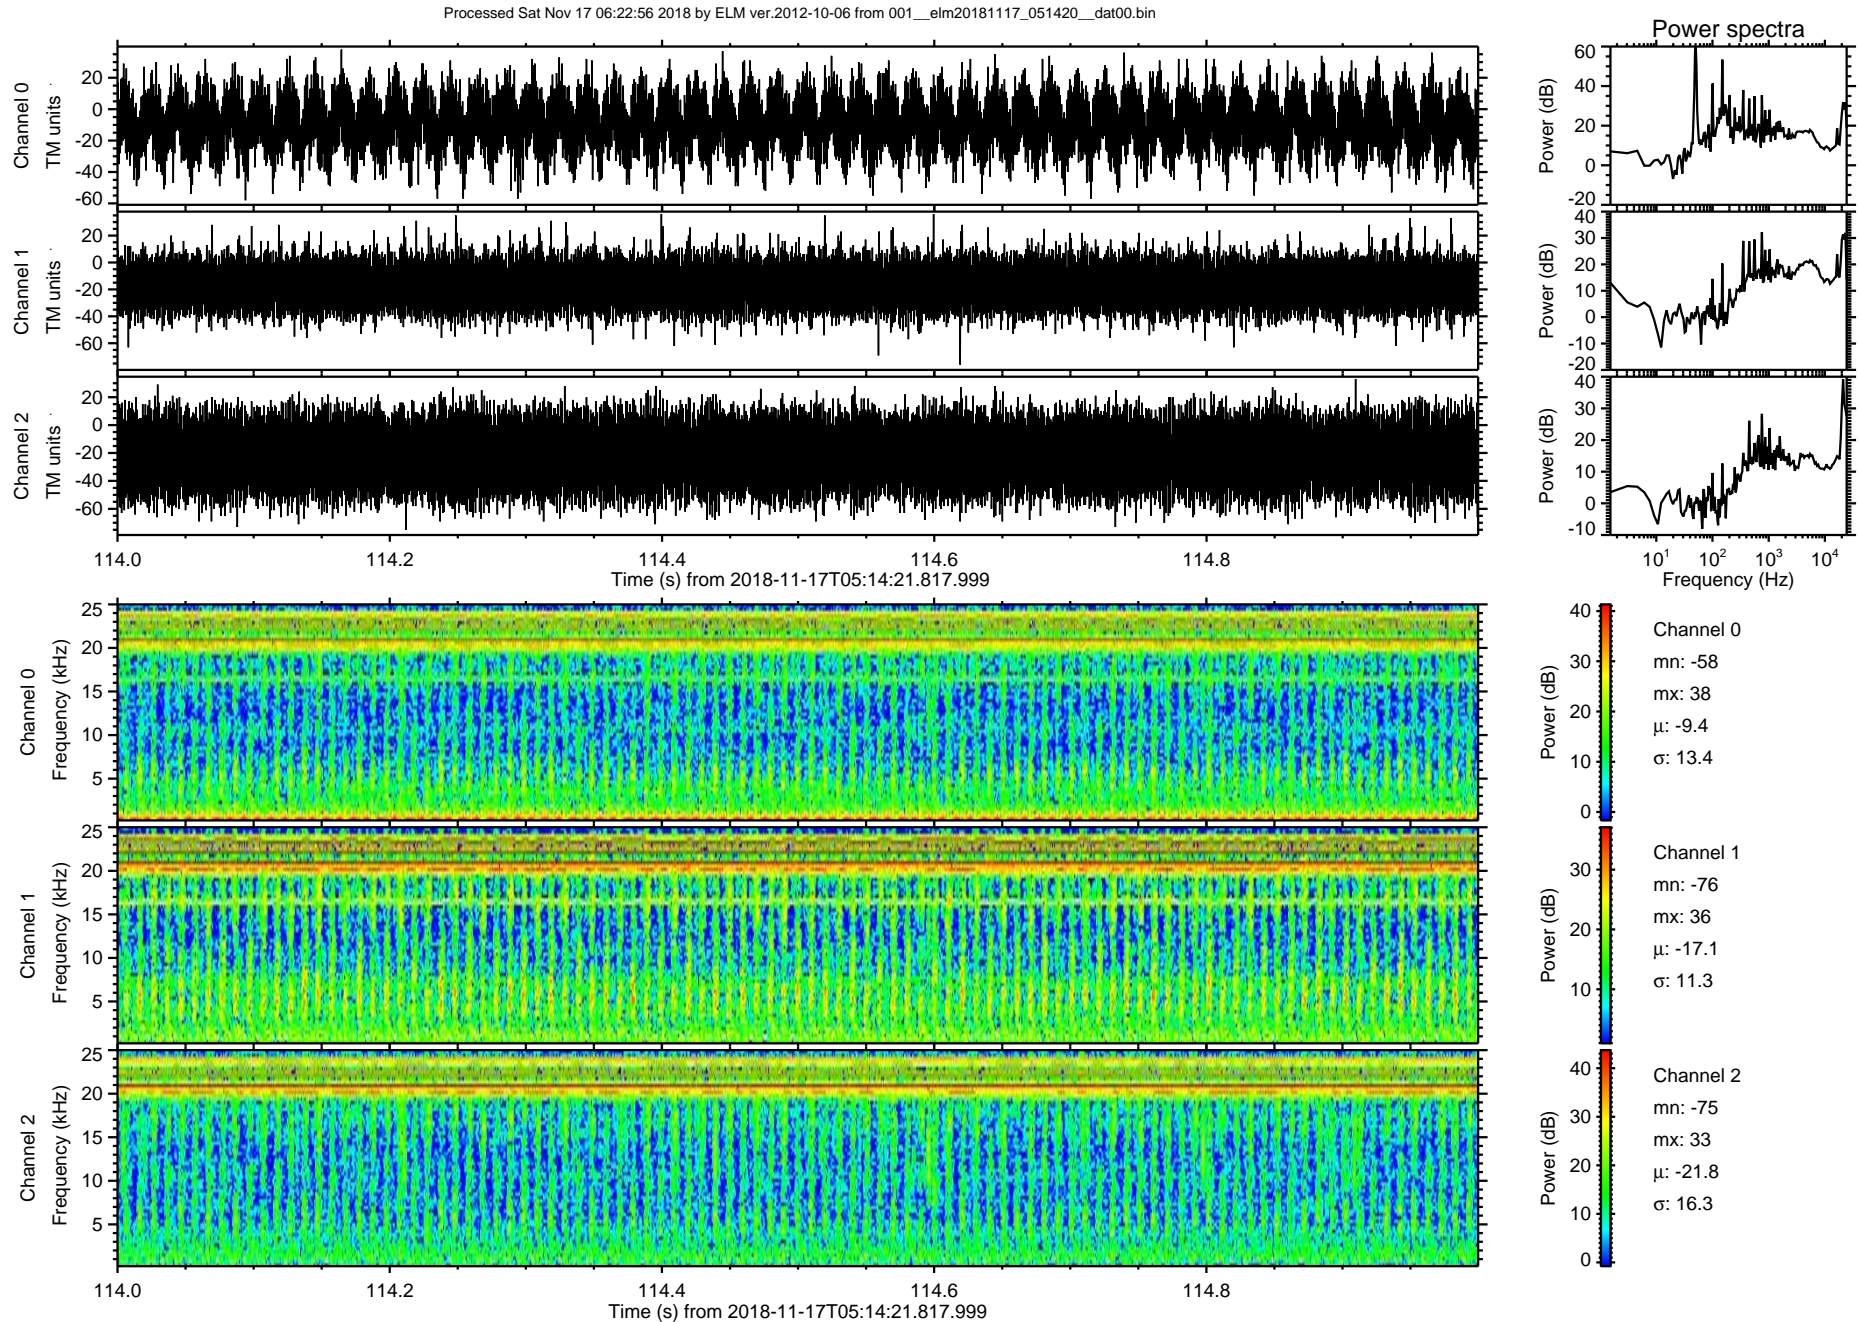 Processed Sat Nov 17 06:22:56 2018 by ELM ver.2012-10-06 from 001__elm20181117_051420__dat00.bin
Power spectra
Channel 0
TM units
20
0
-20
-40
-60
Power (dB)
60
40
20
0
-20
Channel 1
TM units
20
0
-20
-40
-60
Power (dB)
40
30
20
10
0
-10
-20
Channel 2
TM units
20
0
-20
-40
-60
Power (dB)
40
30
20
10
0
-10
114.0 114.2 114.4 114.6 114.8
Time (s) from 2018-11-17T05:14:21.817.999
10¹ 10² 10³ 10⁴
Frequency (Hz)
Channel 0
Frequency (kHz)
25
20
15
10
5
Power (dB)
40
30
20
10
0
Channel 0
mn: -58
mx: 38
μ: -9.4
σ: 13.4
Channel 1
Frequency (kHz)
25
20
15
10
5
Power (dB)
30
20
10
Channel 1
mn: -76
mx: 36
μ: -17.1
σ: 11.3
Channel 2
Frequency (kHz)
25
20
15
10
5
Power (dB)
40
30
20
10
0
Channel 2
mn: -75
mx: 33
μ: -21.8
σ: 16.3
114.0 114.2 114.4 114.6 114.8
Time (s) from 2018-11-17T05:14:21.817.999